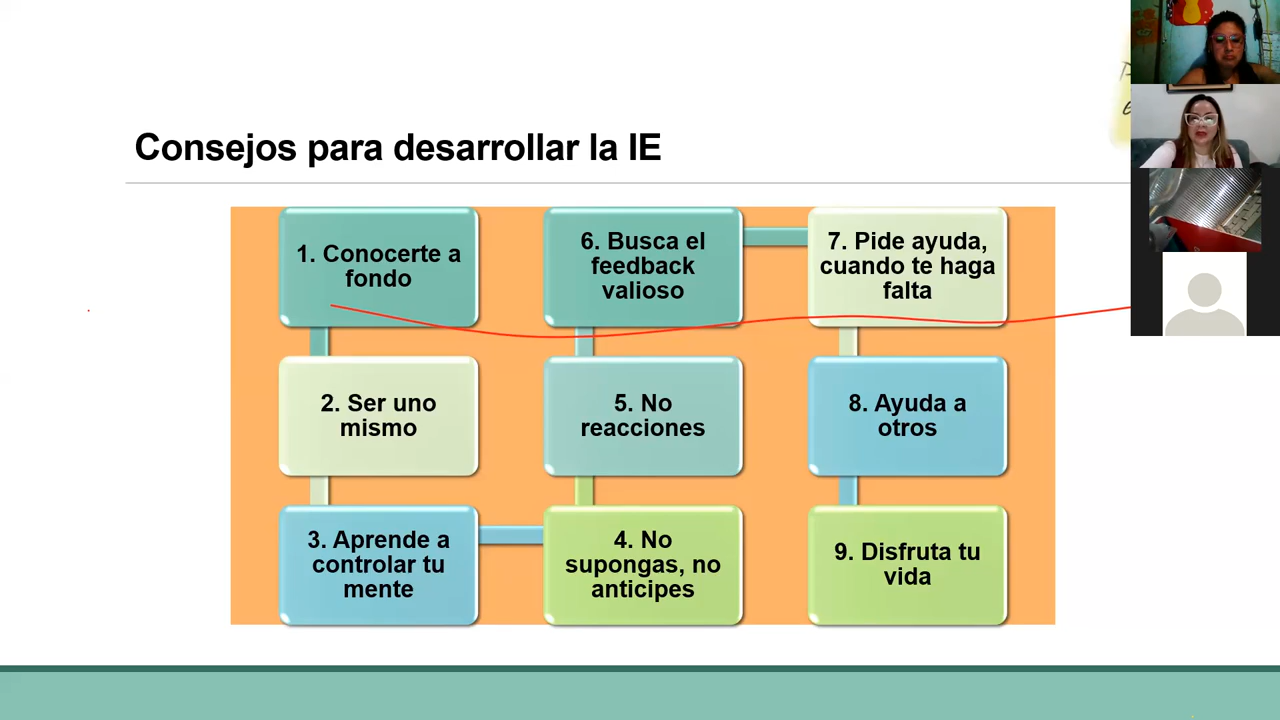 Consejos para desarrollar la IE
1. Conocerte a
fondo
2. Ser uno
mismo
3. Aprende a
controlar tu
mente
4. No
supongas, no
anticipes
5. No
reacciones
6. Busca el
feedback
valioso
7. Pide ayuda,
cuando te haga
falta
8. Ayuda a
otros
9. Disfruta tu
vida